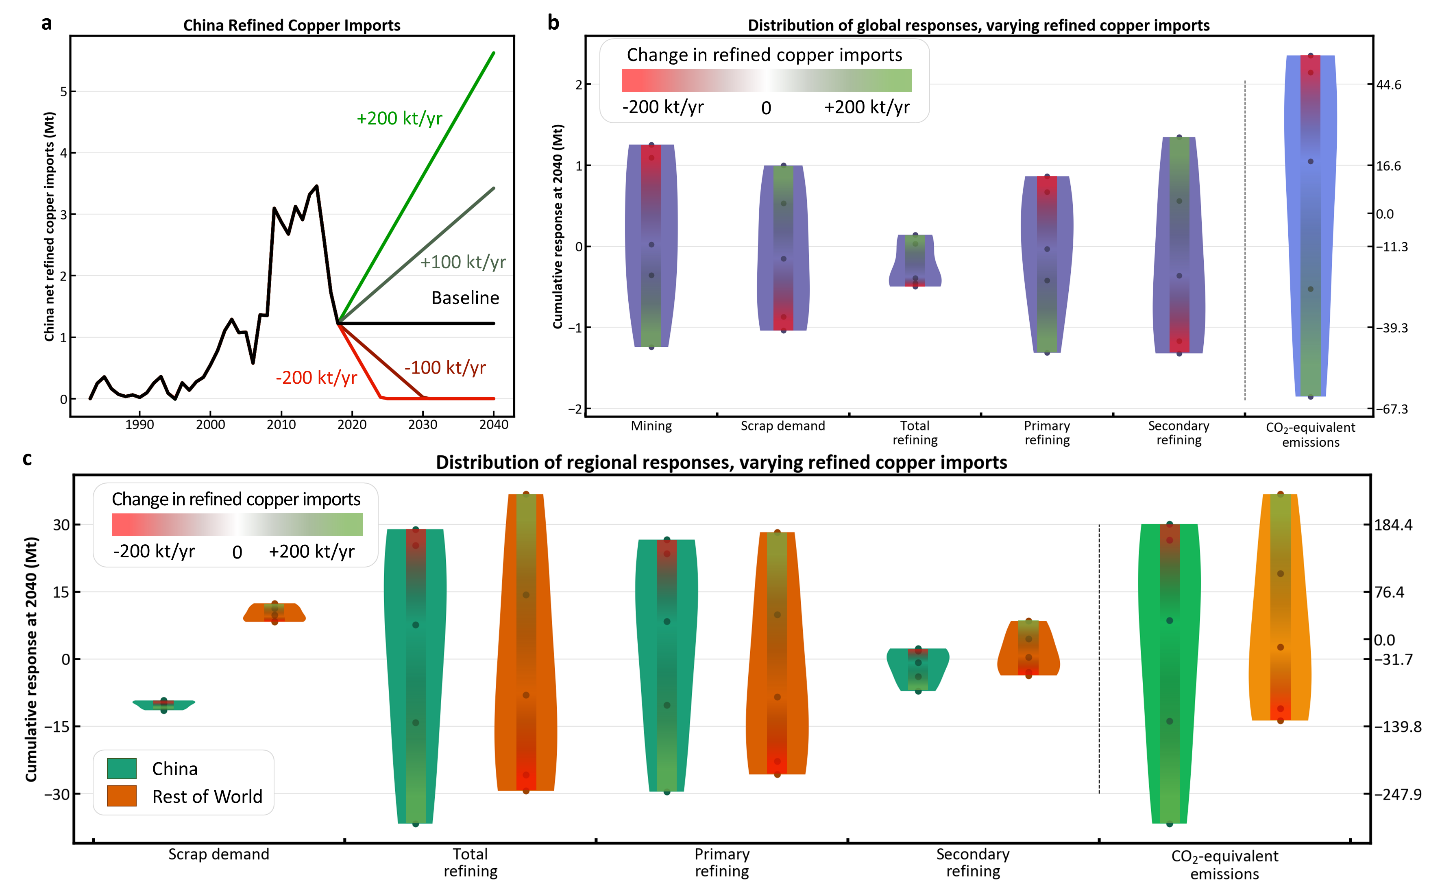 a
China Refined Copper Imports
China net refined copper imports (Mt)
5
4
3
2
1
0
+200 kt/yr
+100 kt/yr
Baseline
-100 kt/yr
-200 kt/yr
1990
2000
2010
2020
2030
2040
b
Distribution of global responses, varying refined copper imports
Change in refined copper imports
-200 kt/yr
0
+200 kt/yr
Cumulative response at 2040 (Mt)
2
1
0
−1
−2
44.6
16.6
0.0
−11.3
−39.3
−67.3
Mining
Scrap demand
Total
refining
Primary
refining
Secondary
refining
CO₂-equivalent
emissions
c
Distribution of regional responses, varying refined copper imports
Change in refined copper imports
-200 kt/yr
0
+200 kt/yr
Cumulative response at 2040 (Mt)
30
15
0
−15
−30
184.4
76.4
0.0
−31.7
−139.8
−247.9
China
Rest of World
Scrap demand
Total
refining
Primary
refining
Secondary
refining
CO₂-equivalent
emissions